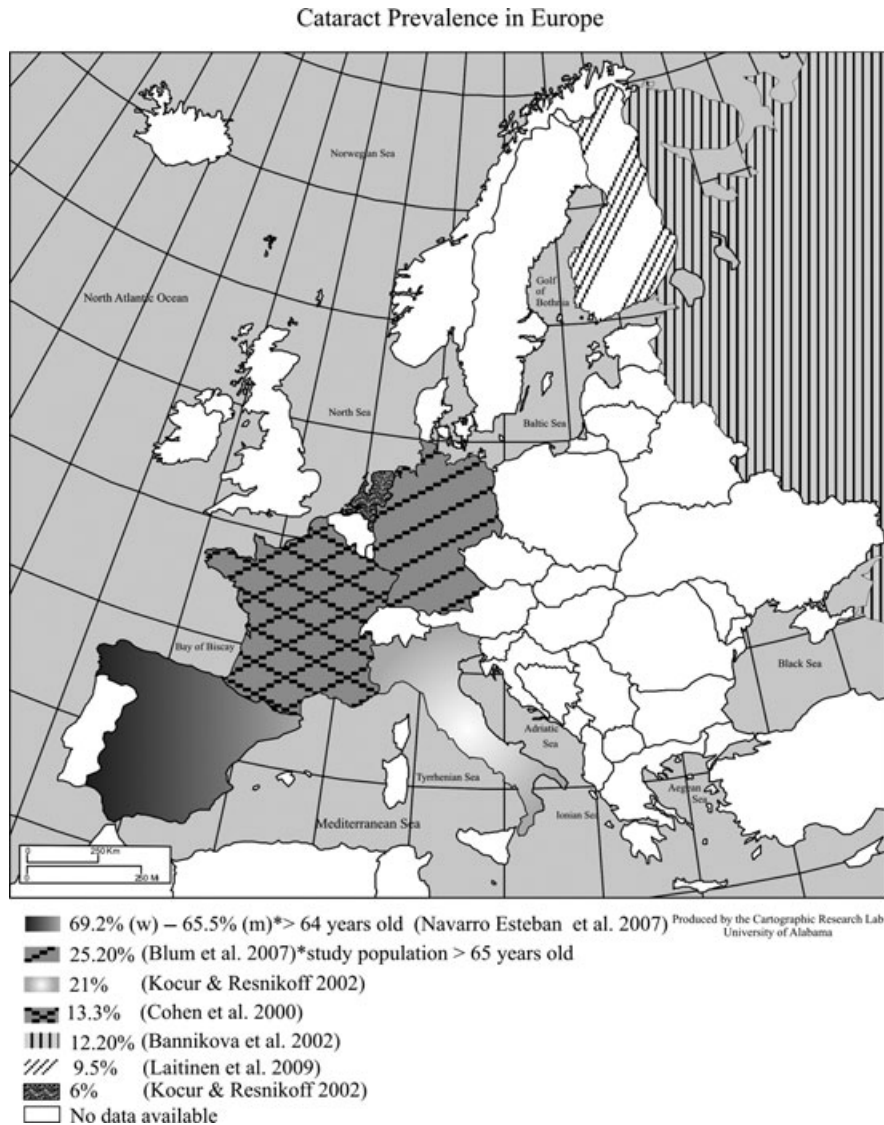 Cataract Prevalence in Europe
Norwegian Sea
North Atlantic Ocean
Golf
of
Bothnia
North Sea
Baltic Sea
Bay of Biscay
Black Sea
Adriatic
Sea
Tyrrhenian Sea
Aegean
Sea
Ionian Sea
Mediterranean Sea
0 250 Km
0 250 Mi
69.2% (w) – 65.5% (m)*> 64 years old (Navarro Esteban et al. 2007)
Produced by the Cartographic Research Lab
University of Alabama
25.20% (Blum et al. 2007)*study population > 65 years old
21% (Kocur & Resnikoff 2002)
13.3% (Cohen et al. 2000)
12.20% (Bannikova et al. 2002)
9.5% (Laitinen et al. 2009)
6% (Kocur & Resnikoff 2002)
No data available